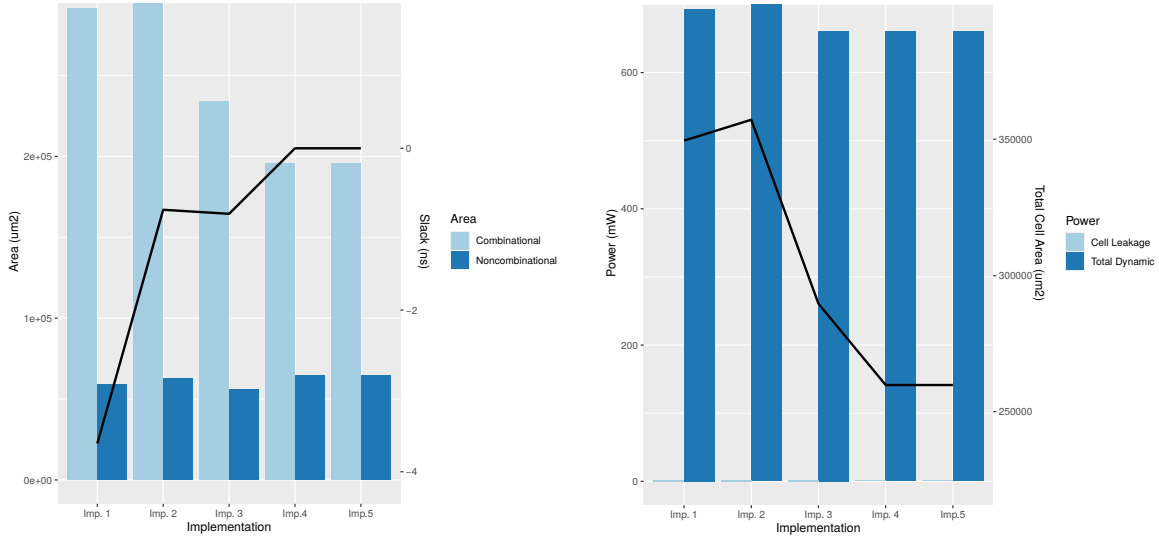 Area (um2)
2e+05
1e+05
0e+00
Imp. 1
Imp. 2
Imp. 3
Imp.4
Imp.5
Implementation
0
−2
−4
Slack (ns)
Area
Combinational
Noncombinational
Power (mW)
600
400
200
0
Imp. 1
Imp. 2
Imp. 3
Imp. 4
Imp.5
Implementation
350000
300000
250000
Total Cell Area (um2)
Power
Cell Leakage
Total Dynamic